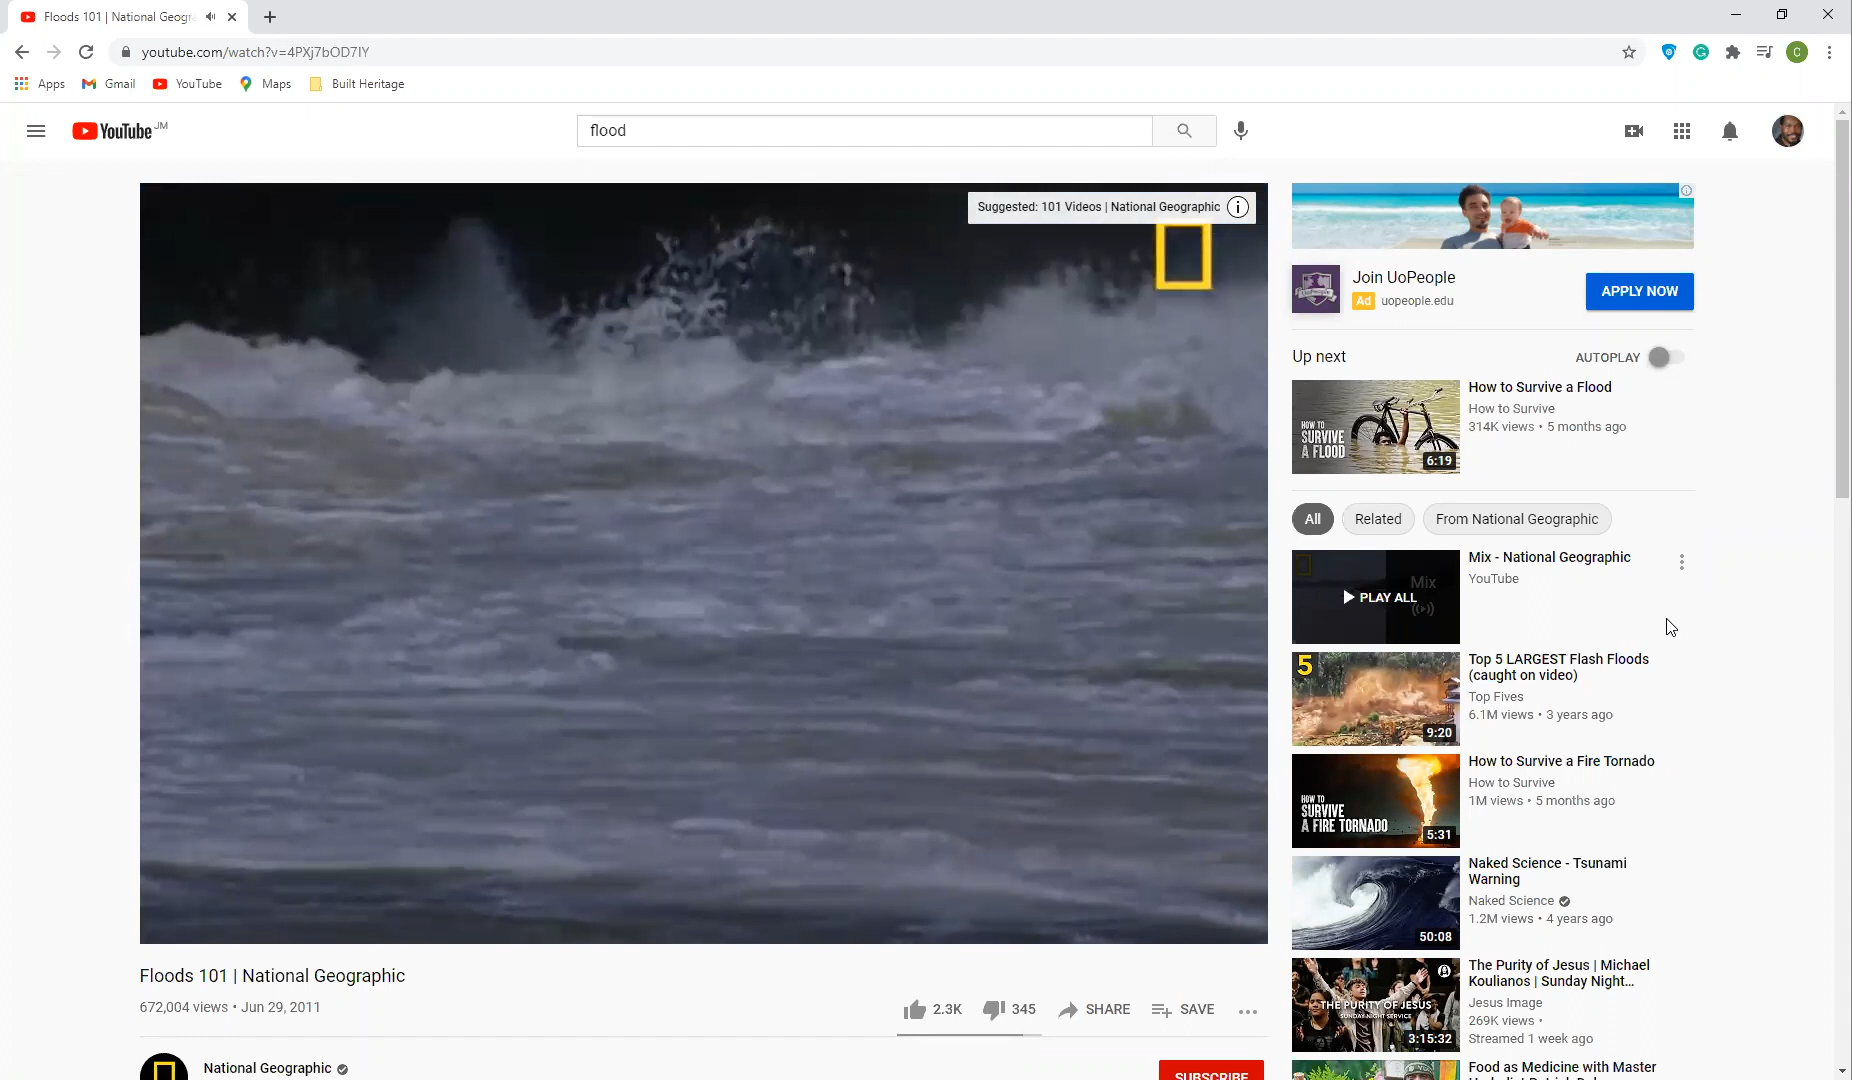 Floods 101 | National Geogr
youtube.com/watch?v=4PXj7bOD7IY
C
Apps
Gmail
YouTube
Maps
Built Heritage
YouTube JM
flood
Suggested: 101 Videos | National Geographic
Join UoPeople
Ad uopeople.edu
APPLY NOW
Up next
AUTOPLAY
HOW TO
SURVIVE
A FLOOD
6:19
How to Survive a Flood
How to Survive
314K views • 5 months ago
All
Related
From National Geographic
Mix
PLAY ALL
Mix - National Geographic
YouTube
5
9:20
Top 5 LARGEST Flash Floods
(caught on video)
Top Fives
6.1M views • 3 years ago
HOW TO
SURVIVE
A FIRE TORNADO
5:31
How to Survive a Fire Tornado
How to Survive
1M views • 5 months ago
50:08
Naked Science - Tsunami
Warning
Naked Science
1.2M views • 4 years ago
THE PURITY OF JESUS
SUNDAY NIGHT SERVICE
3:15:32
The Purity of Jesus | Michael
Koulianos | Sunday Night...
Jesus Image
269K views •
Streamed 1 week ago
Food as Medicine with Master
Floods 101 | National Geographic
672,004 views • Jun 29, 2011
2.3K
345
SHARE
SAVE
National Geographic
SUBSCRIBE